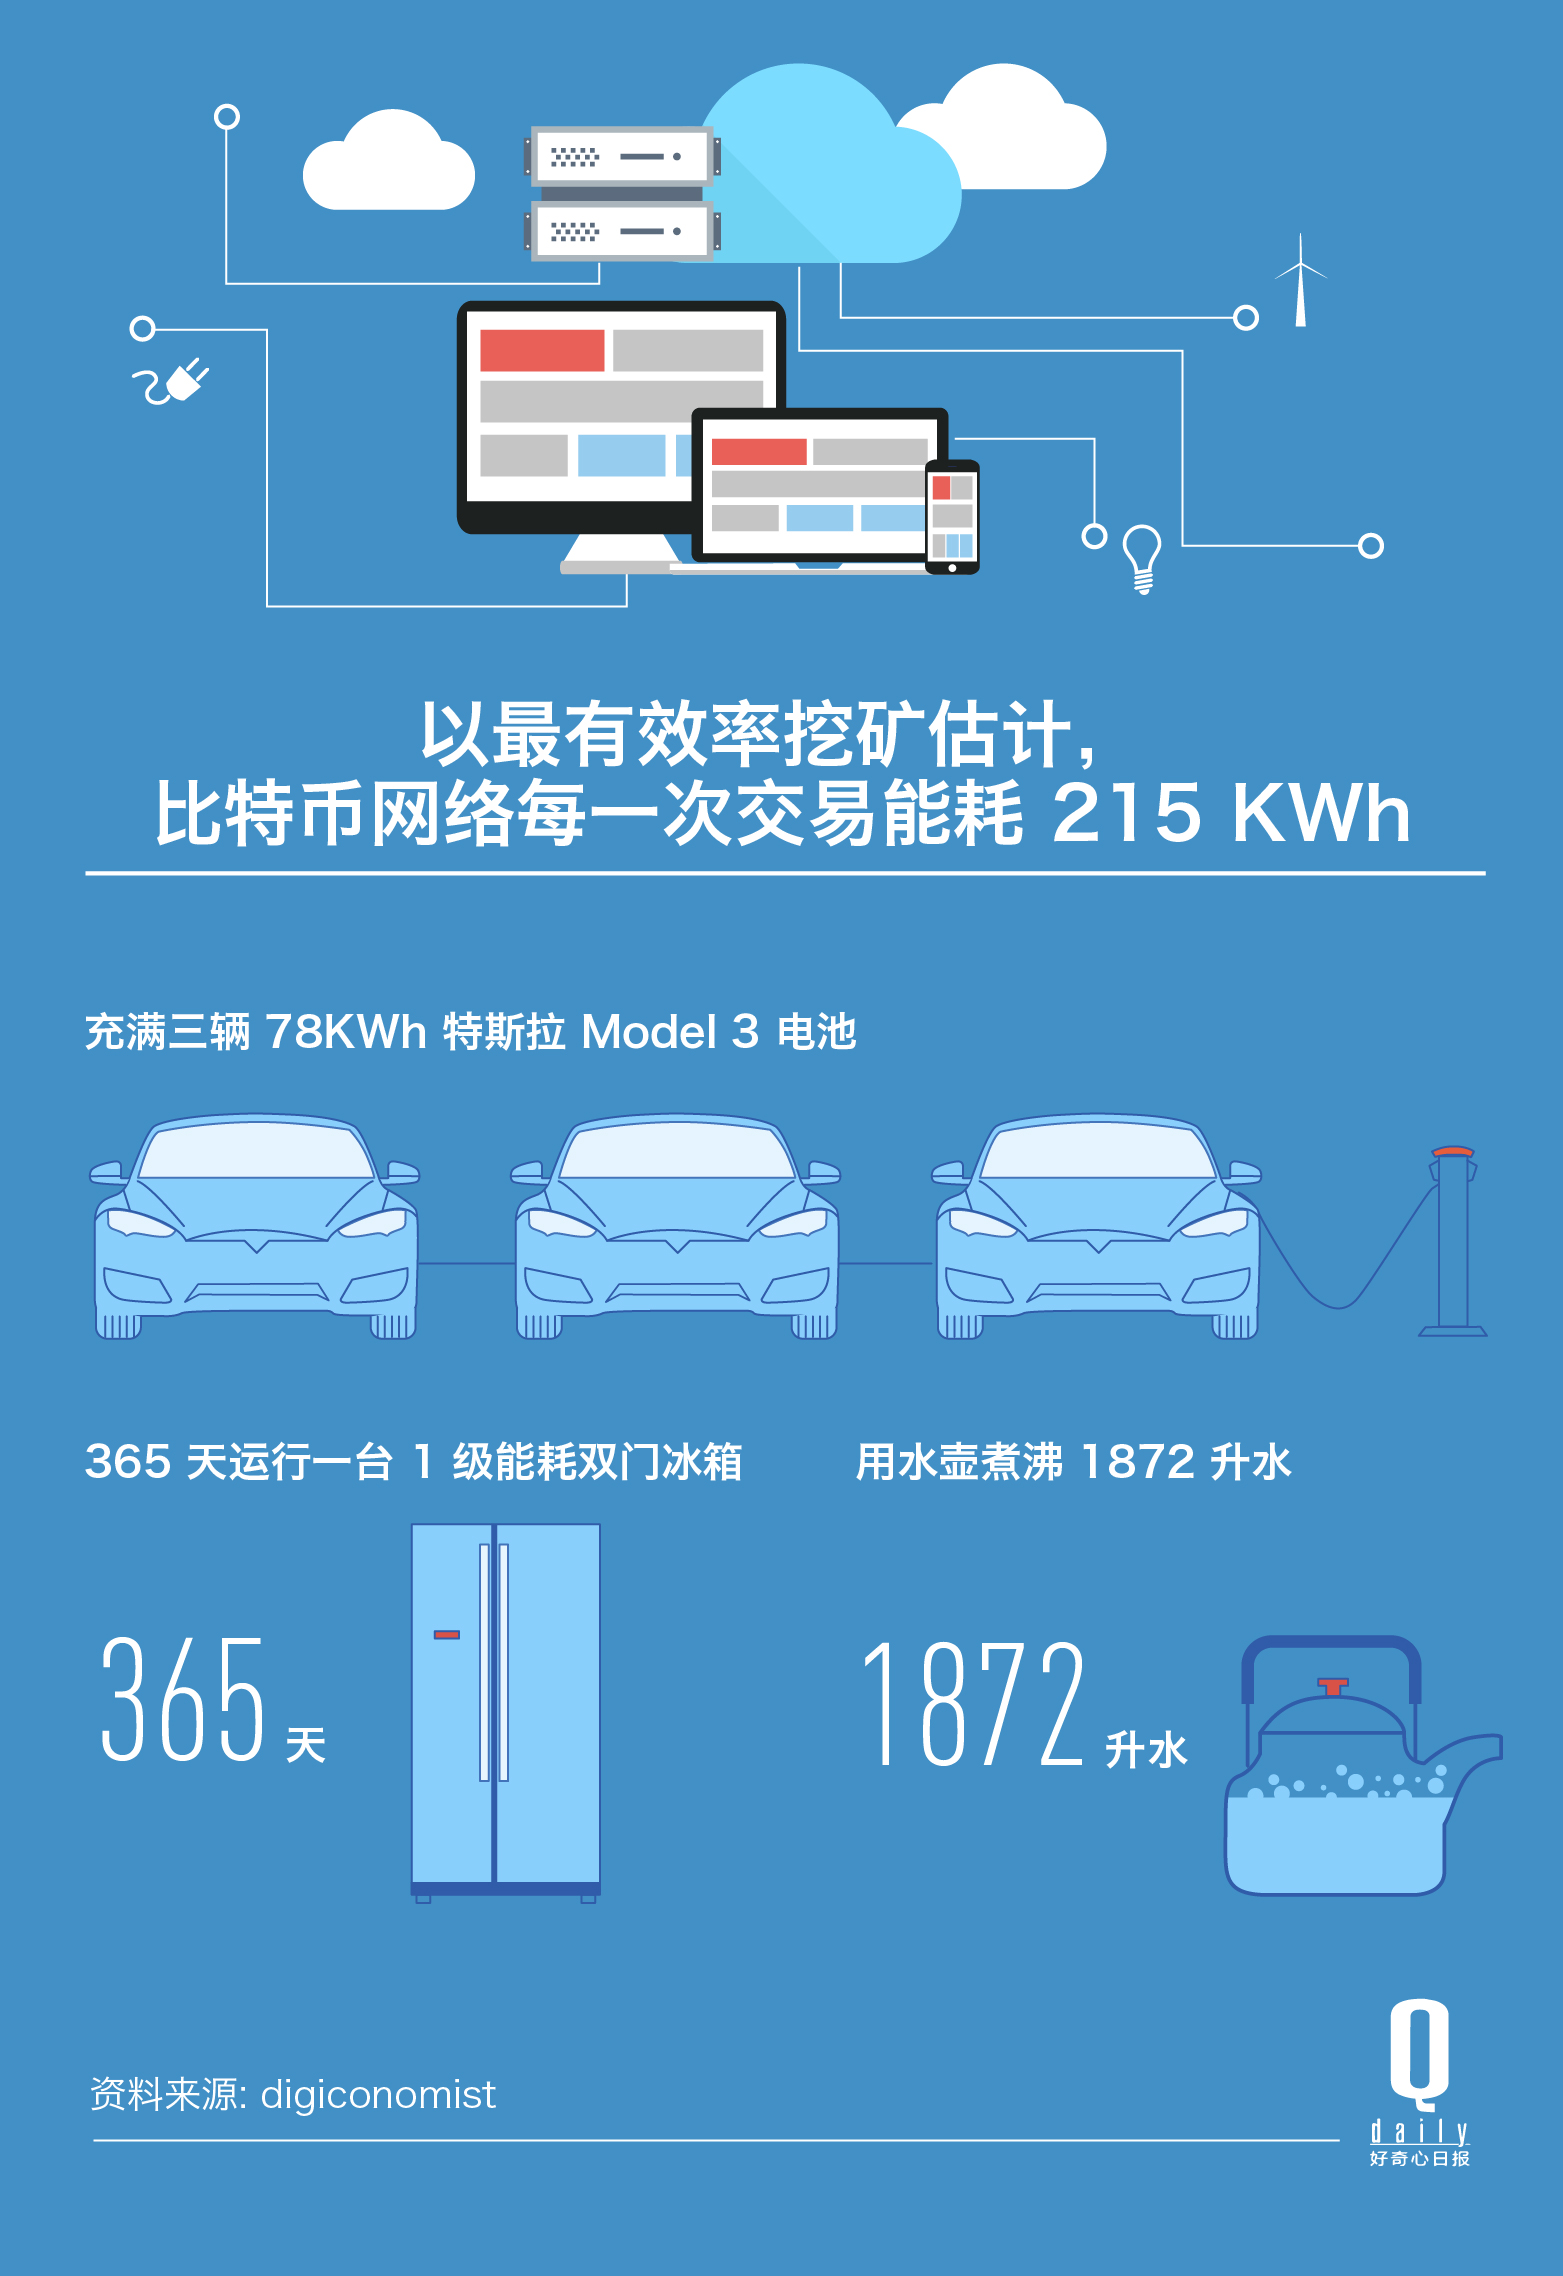 以最有效率挖矿估计，
比特币网络每一次交易能耗 215 KWh
充满三辆 78KWh 特斯拉 Model 3 电池
365 天运行一台 1 级能耗双门冰箱
用水壶煮沸 1872 升水
365 天
1872 升水
资料来源: digiconomist
Q
daily
好奇心日报